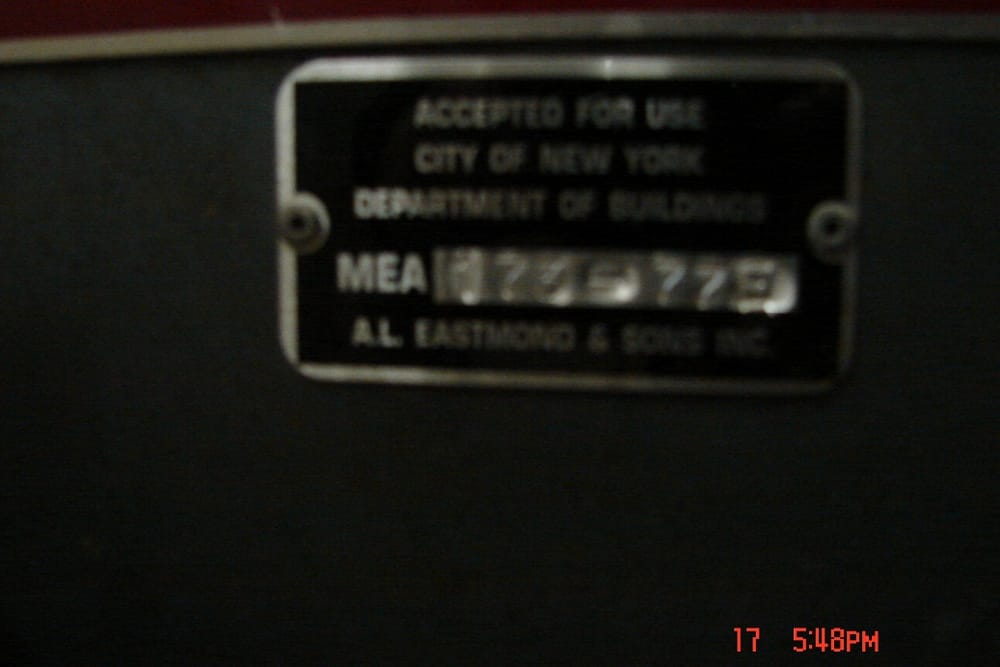 ACCEPTED FOR USE
CITY OF NEW YORK
DEPARTMENT OF BUILDINGS
MEA
A.L. EASTMOND & SONS INC.
17 5:48PM